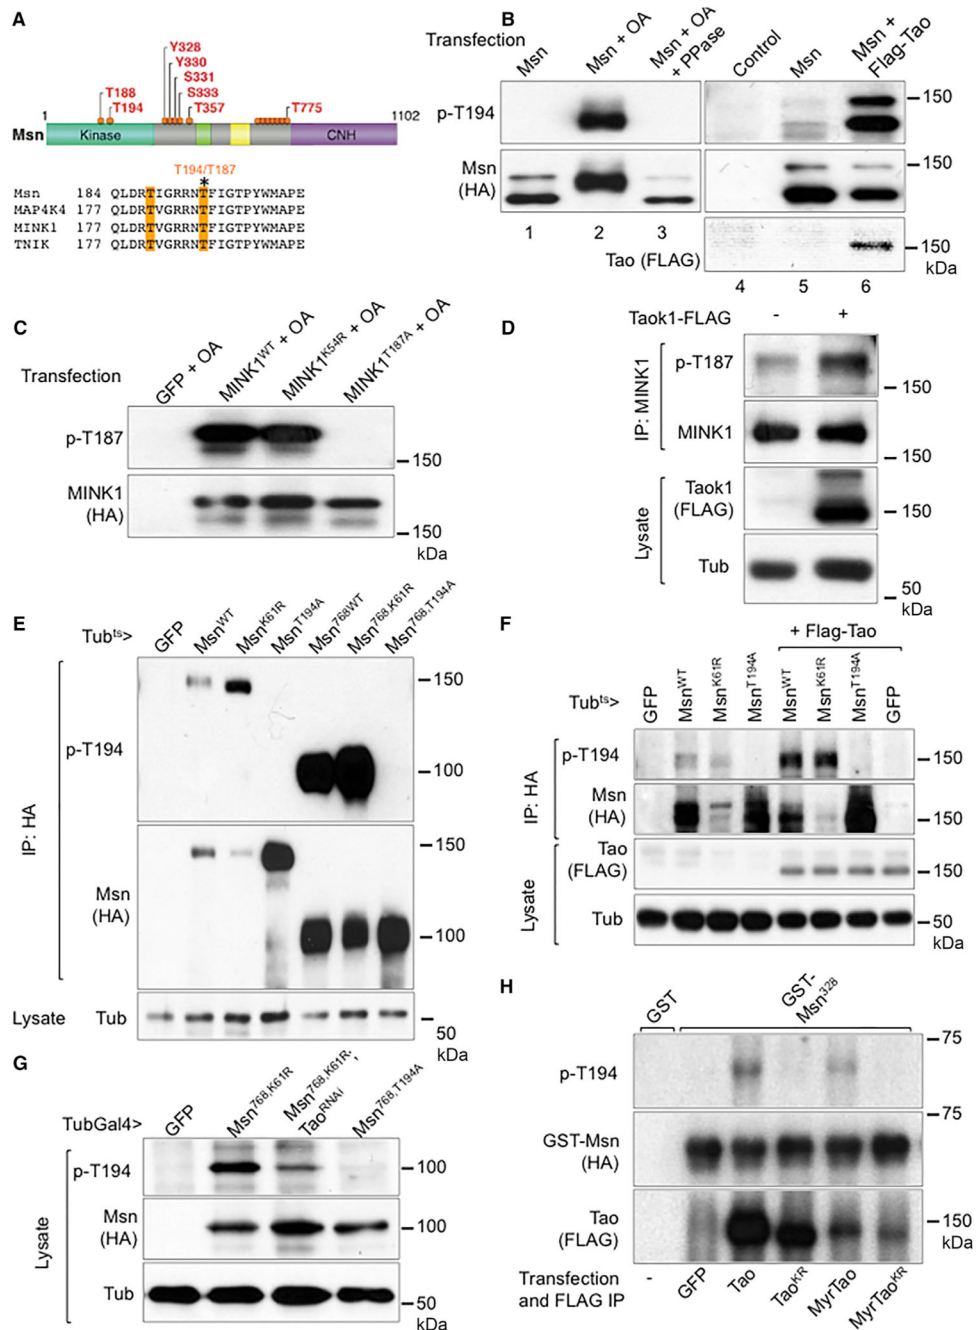 A
Y328
Y330
S331
S333
T188
T194
T357
T775
1
1102
Msn
Kinase
CNH
T194/T187
*
Msn 184 QLDRTIGRRNTFIGTPYWMAPE
MAP4K4 177 QLDRTVGRRNTFIGTPYWMAPE
MINK1 177 QLDRTVGRRNTFIGTPYWMAPE
TNIK 177 QLDRTVGRRNTFIGTPYWMAPE
B
Transfection
Msn
Msn + OA
Msn + OA + PPase
Control
Msn
Msn + Flag-Tao
p-T194
150
Msn (HA)
150
1 2 3
Tao (FLAG)
150
kDa
4 5 6
C
Transfection
GFP + OA
MINK1WT + OA
MINK1K54R + OA
MINK1T187A + OA
p-T187
150
MINK1 (HA)
150
kDa
D
Taok1-FLAG - +
IP: MINK1
p-T187
150
MINK1
150
Lysate
Taok1 (FLAG)
150
Tub
50
kDa
E
Tubts>
GFP
MsnWT
MsnK61R
MsnT194A
Msn768WT
Msn768,K61R
Msn768,T194A
IP: HA
p-T194
150
100
Msn (HA)
150
100
Lysate Tub
50
kDa
F
+ Flag-Tao
Tubts>
GFP
MsnWT
MsnK61R
MsnT194A
MsnWT
MsnK61R
MsnT194A
GFP
IP: HA
p-T194
150
Msn (HA)
150
Lysate
Tao (FLAG)
150
Tub
50
kDa
G
TubGal4>
GFP
Msn768,K61R
Msn768,K61R; TaoRNAi
Msn768,T194A
Lysate
p-T194
100
Msn (HA)
100
Tub
50
kDa
H
GST
GST-Msn328
75
p-T194
75
GST-Msn (HA)
Tao (FLAG)
150
kDa
Transfection and FLAG IP
-
GFP
Tao
TaoKR
MyrTao
MyrTaoKR